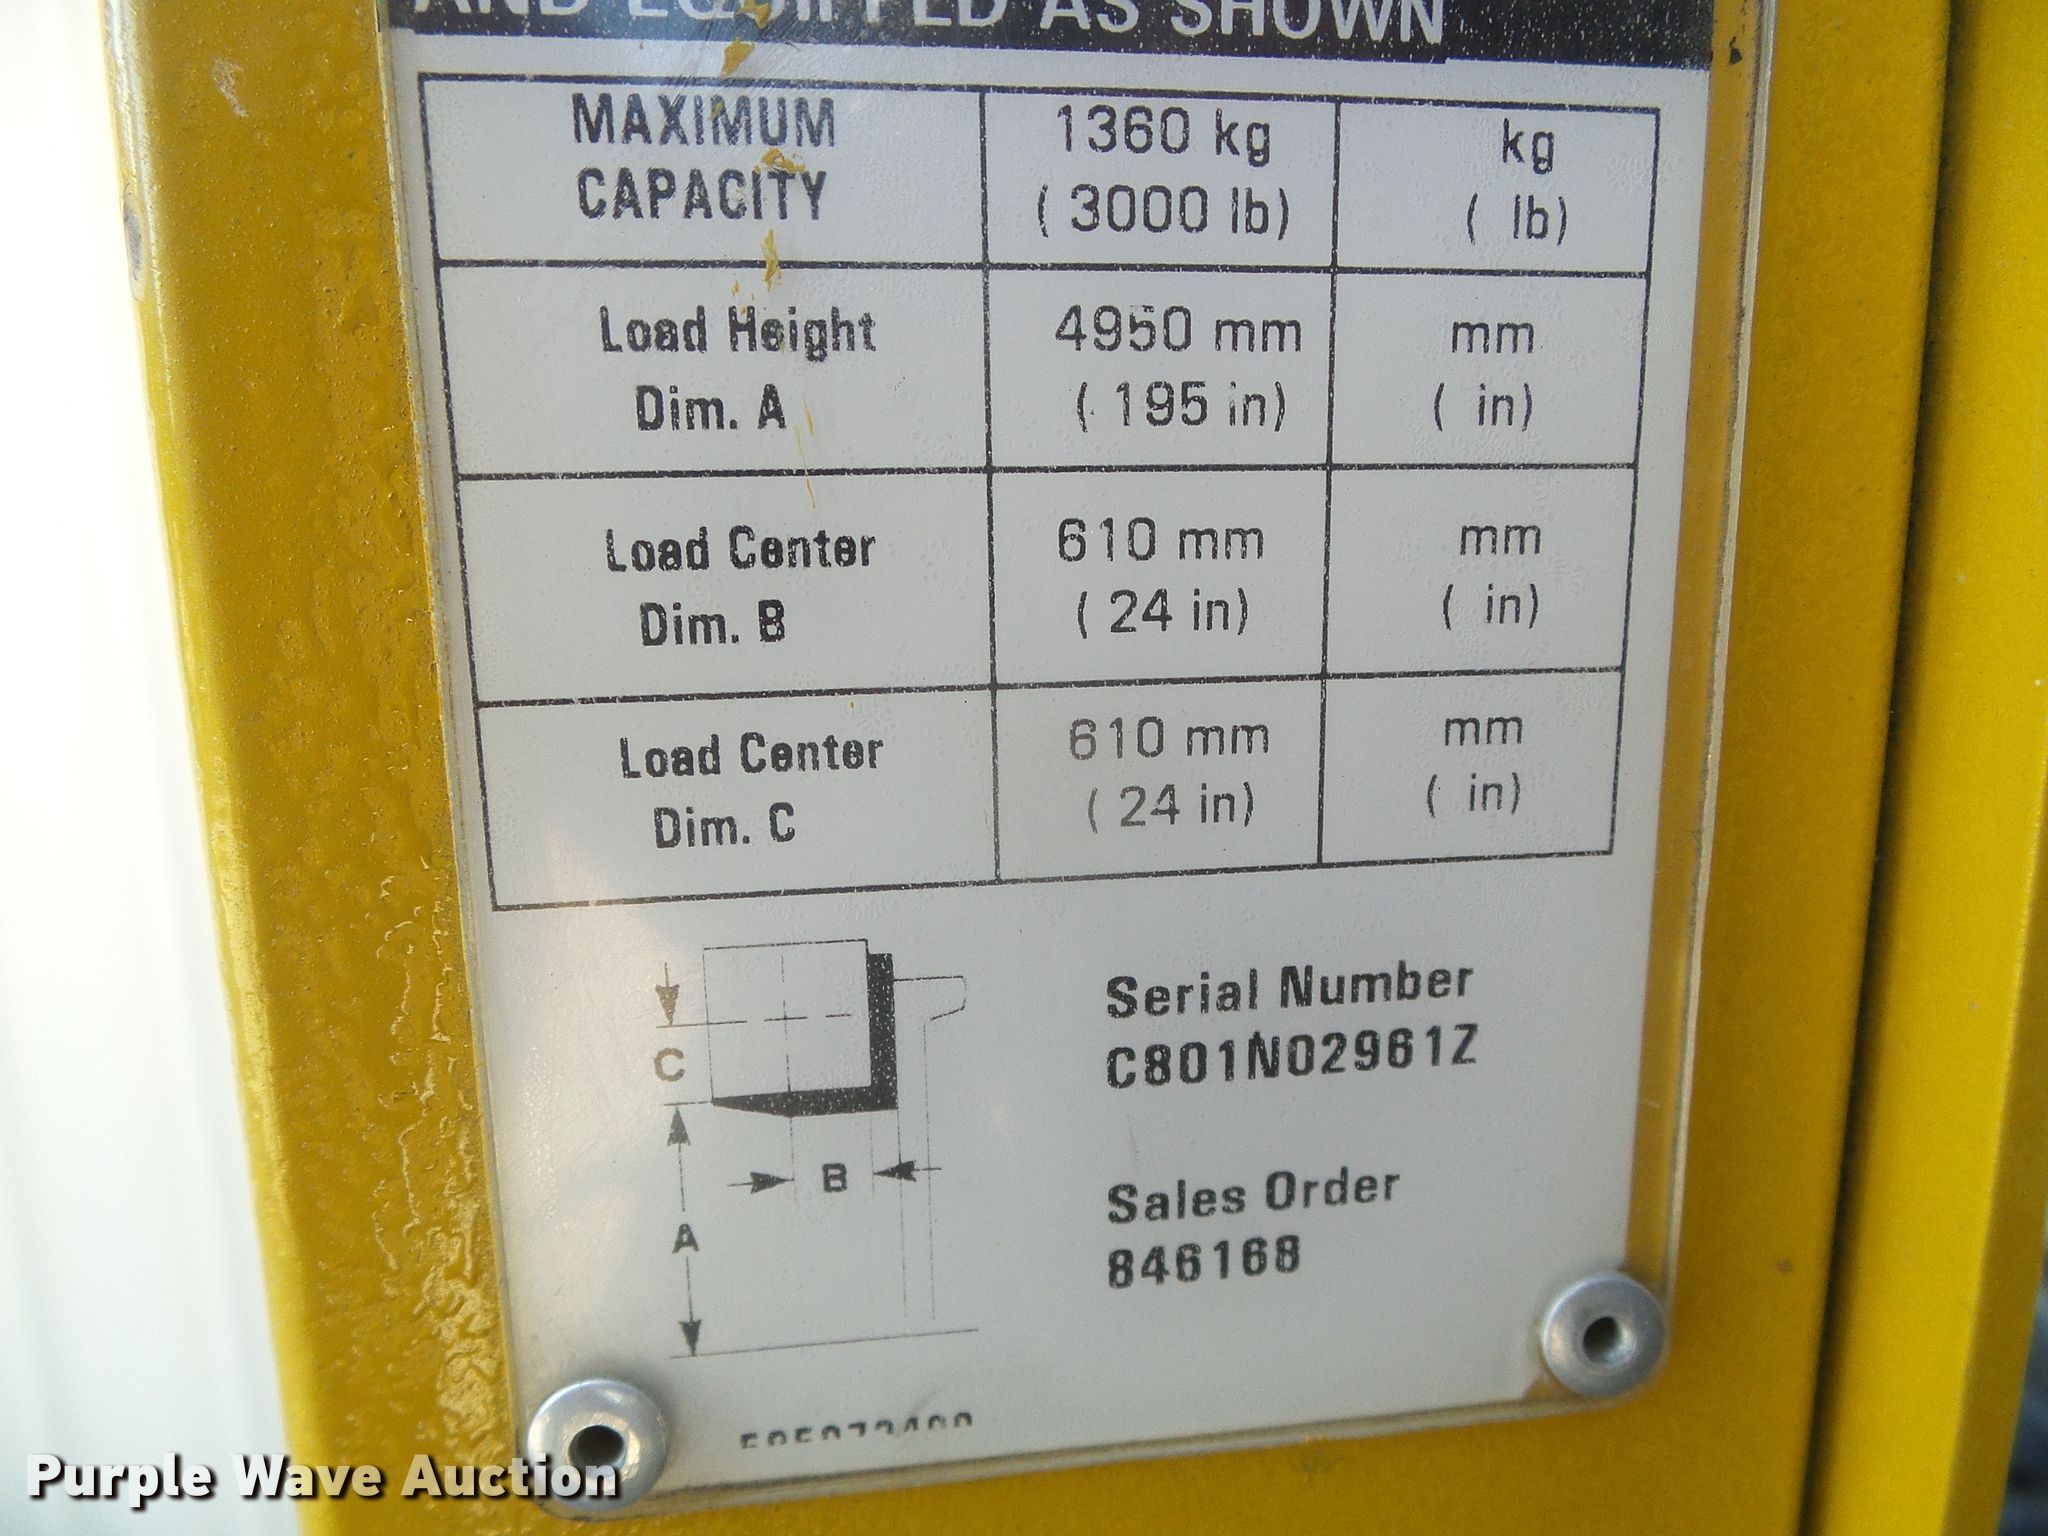 AND EQUIPPED AS SHOWN
MAXIMUM CAPACITY 1360 kg kg
( 3000 lb) ( lb)
Load Height 4950 mm mm
Dim. A ( 195 in) ( in)
Load Center 610 mm mm
Dim. B ( 24 in) ( in)
Load Center 610 mm mm
Dim. C ( 24 in) ( in)
C
B
A
Serial Number
C801N02961Z
Sales Order
846168
Purple Wave Auction